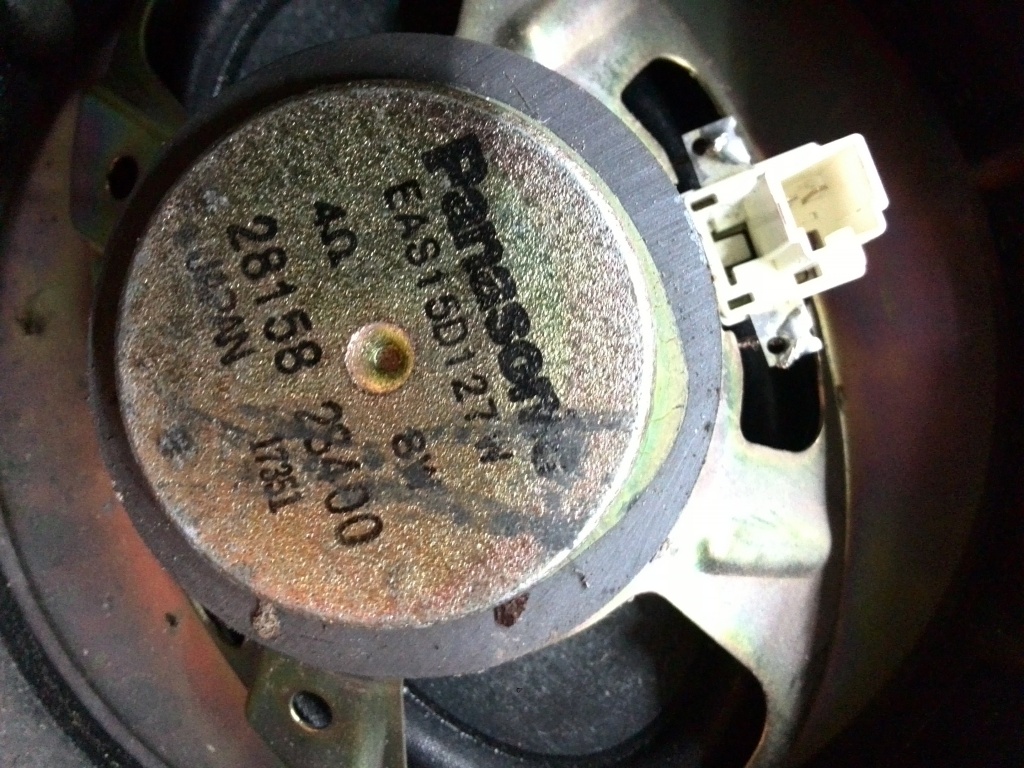 Panasonic
EAS15D127W
4Ω 8W
28158 23400
JAPAN 17351